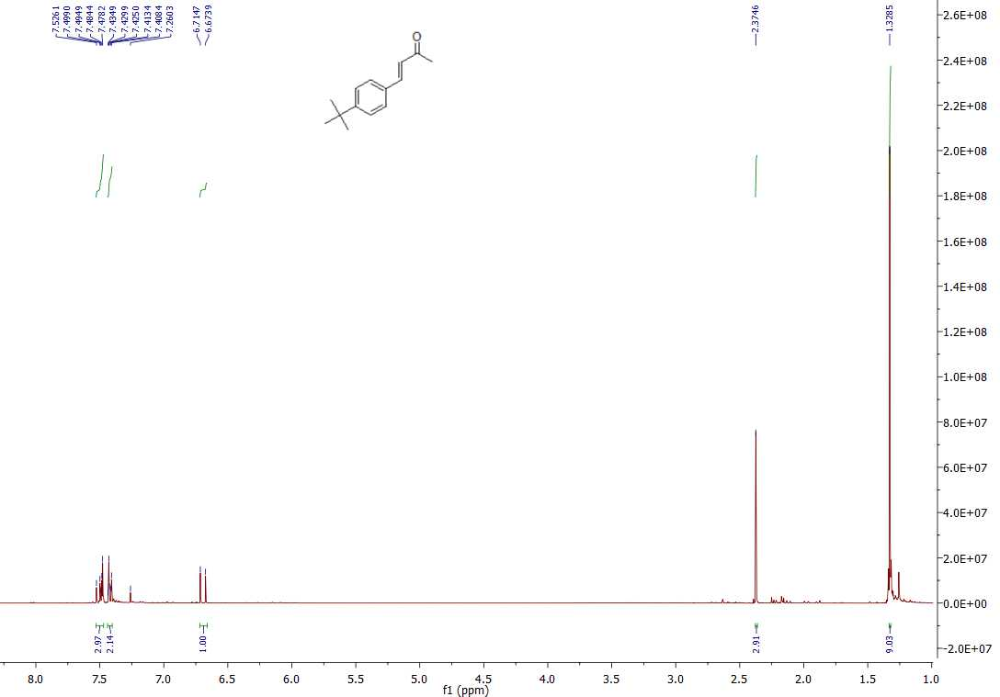 7.5261
7.4990
7.4949
7.4844
7.4782
7.4349
7.4299
7.4250
7.4134
7.4084
7.2603
6.7147
6.6739
2.3746
1.3285
O
2.6E+08
2.4E+08
2.2E+08
2.0E+08
1.8E+08
1.6E+08
1.4E+08
1.2E+08
1.0E+08
8.0E+07
6.0E+07
4.0E+07
2.0E+07
0.0E+00
-2.0E+07
2.97
2.14
1.00
2.91
9.03
8.0 7.5 7.0 6.5 6.0 5.5 5.0 4.5 4.0 3.5 3.0 2.5 2.0 1.5 1.0
f1 (ppm)